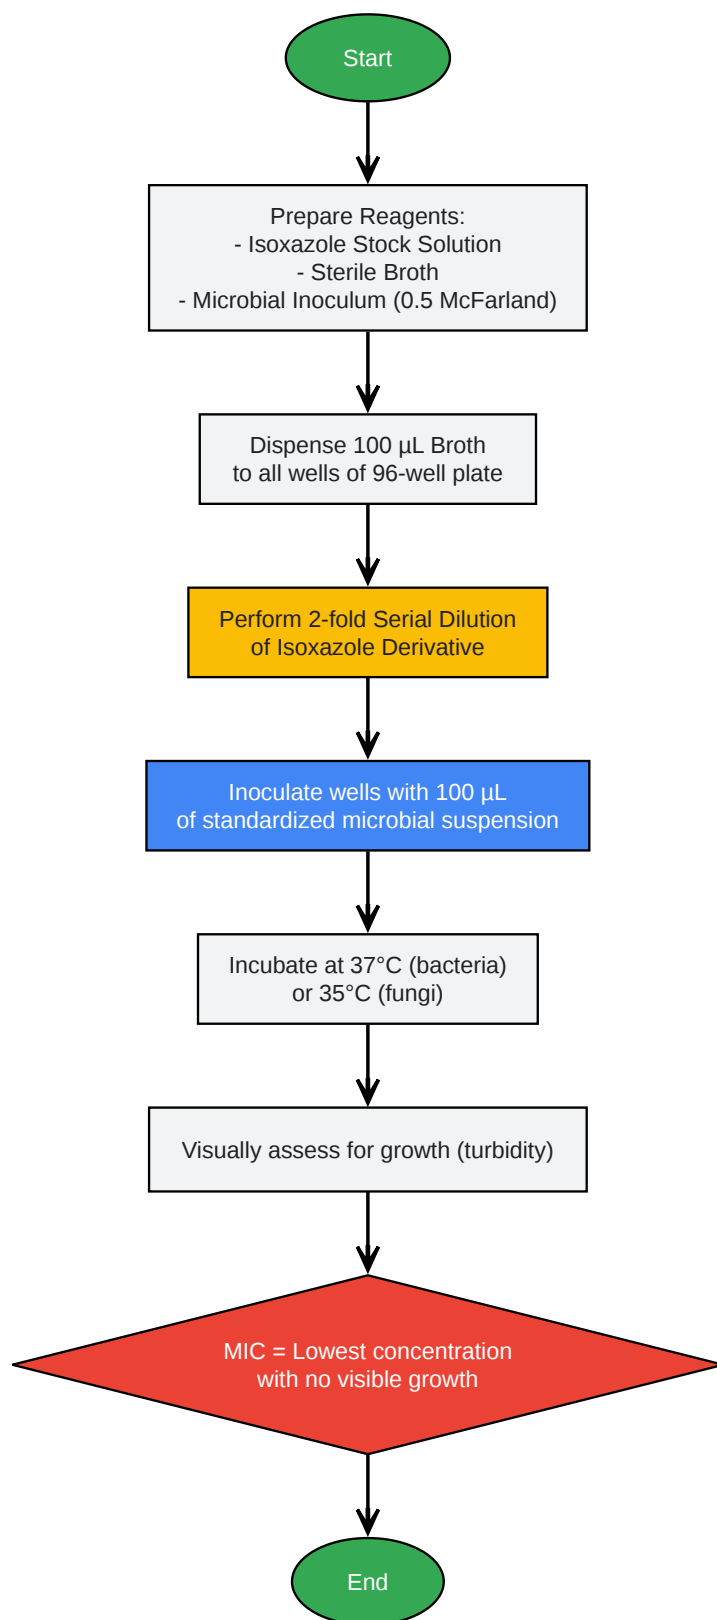 Start
Prepare Reagents:
- Isoxazole Stock Solution
- Sterile Broth
- Microbial Inoculum (0.5 McFarland)
Dispense 100 µL Broth
to all wells of 96-well plate
Perform 2-fold Serial Dilution
of Isoxazole Derivative
Inoculate wells with 100 µL
of standardized microbial suspension
Incubate at 37°C (bacteria)
or 35°C (fungi)
Visually assess for growth (turbidity)
MIC = Lowest concentration
with no visible growth
End